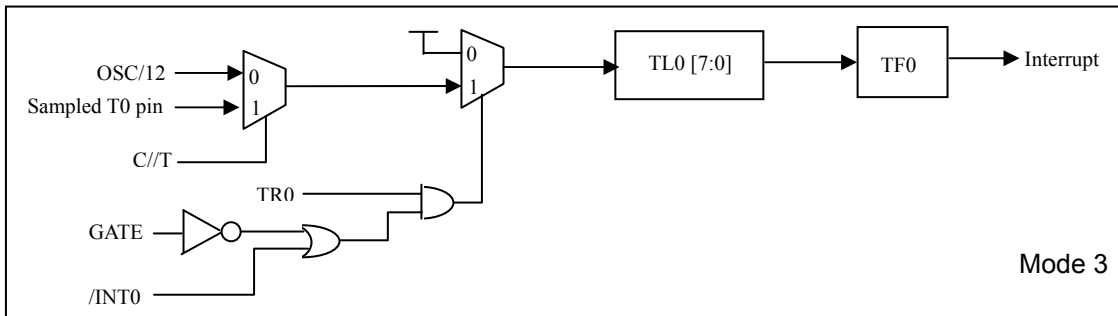 OSC/12
0
Sampled T0 pin
1
C//T
0
1
TL0 [7:0]
TF0
Interrupt
TR0
GATE
/INT0
Mode 3